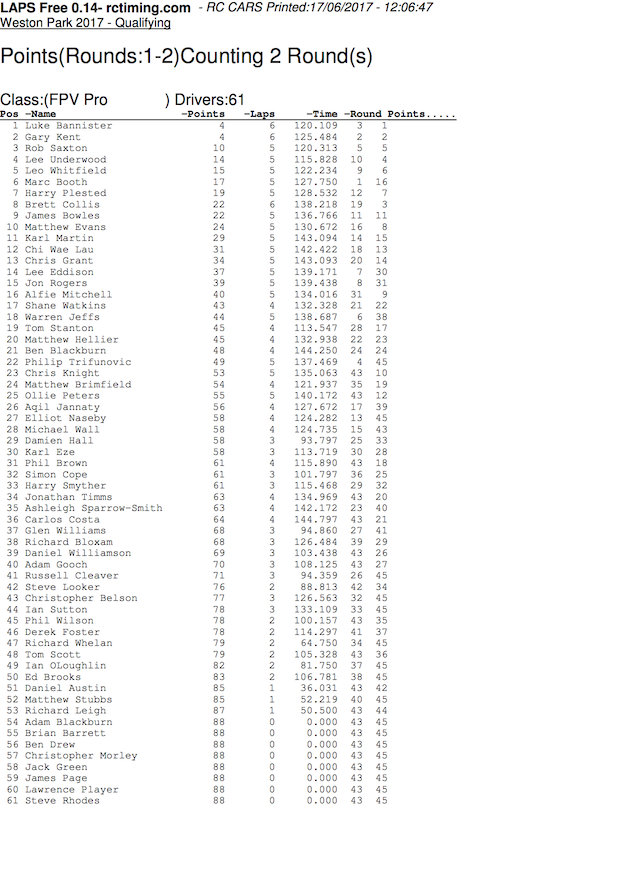 LAPS Free 0.14- rctiming.com - RC CARS Printed:17/06/2017 - 12:06:47
Weston Park 2017 - Qualifying
Points(Rounds:1-2)Counting 2 Round(s)
Class:(FPV Pro ) Drivers:61
Pos -Name -Points -Laps -Time -Round Points.....
1 Luke Bannister 4 6 120.109 3 1
2 Gary Kent 4 6 125.484 2 2
3 Rob Saxton 10 5 120.313 5 5
4 Lee Underwood 14 5 115.828 10 4
5 Leo Whitfield 15 5 122.234 9 6
6 Marc Booth 17 5 127.750 1 16
7 Harry Plested 19 5 128.532 12 7
8 Brett Collis 22 6 138.218 19 3
9 James Bowles 22 5 136.766 11 11
10 Matthew Evans 24 5 130.672 16 8
11 Karl Martin 29 5 143.094 14 15
12 Chi Wae Lau 31 5 142.422 18 13
13 Chris Grant 34 5 143.093 20 14
14 Lee Eddison 37 5 139.171 7 30
15 Jon Rogers 39 5 139.438 8 31
16 Alfie Mitchell 40 5 134.016 31 9
17 Shane Watkins 43 4 132.328 21 22
18 Warren Jeffs 44 5 138.687 6 38
19 Tom Stanton 45 4 113.547 28 17
20 Matthew Hellier 45 4 132.938 22 23
21 Ben Blackburn 48 4 144.250 24 24
22 Philip Trifunovic 49 5 137.469 4 45
23 Chris Knight 53 5 135.063 43 10
24 Matthew Brimfield 54 4 121.937 35 19
25 Ollie Peters 55 5 140.172 43 12
26 Aqil Jannaty 56 4 127.672 17 39
27 Elliot Naseby 58 4 124.282 13 45
28 Michael Wall 58 4 124.735 15 43
29 Damien Hall 58 3 93.797 25 33
30 Karl Eze 58 3 113.719 30 28
31 Phil Brown 61 4 115.890 43 18
32 Simon Cope 61 3 101.797 36 25
33 Harry Smyther 61 3 115.468 29 32
34 Jonathan Timms 63 4 134.969 43 20
35 Ashleigh Sparrow-Smith 63 4 142.172 23 40
36 Carlos Costa 64 4 144.797 43 21
37 Glen Williams 68 3 94.860 27 41
38 Richard Bloxam 68 3 126.484 39 29
39 Daniel Williamson 69 3 103.438 43 26
40 Adam Gooch 70 3 108.125 43 27
41 Russell Cleaver 71 3 94.359 26 45
42 Steve Looker 76 2 88.813 42 34
43 Christopher Belson 77 3 126.563 32 45
44 Ian Sutton 78 3 133.109 33 45
45 Phil Wilson 78 2 100.157 43 35
46 Derek Foster 78 2 114.297 41 37
47 Richard Whelan 79 2 64.750 34 45
48 Tom Scott 79 2 105.328 43 36
49 Ian OLoughlin 82 2 81.750 37 45
50 Ed Brooks 83 2 106.781 38 45
51 Daniel Austin 85 1 36.031 43 42
52 Matthew Stubbs 85 1 52.219 40 45
53 Richard Leigh 87 1 50.500 43 44
54 Adam Blackburn 88 0 0.000 43 45
55 Brian Barrett 88 0 0.000 43 45
56 Ben Drew 88 0 0.000 43 45
57 Christopher Morley 88 0 0.000 43 45
58 Jack Green 88 0 0.000 43 45
59 James Page 88 0 0.000 43 45
60 Lawrence Player 88 0 0.000 43 45
61 Steve Rhodes 88 0 0.000 43 45